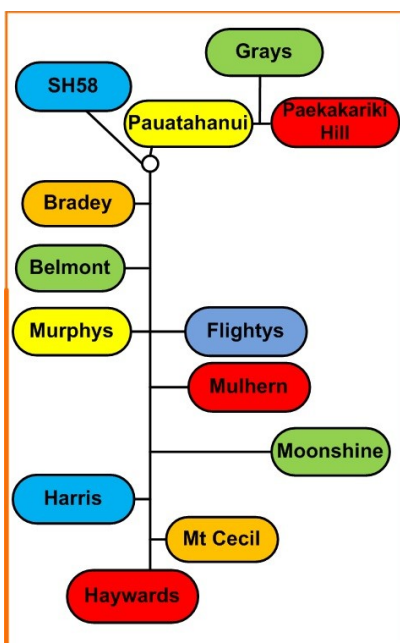 Grays
SH58
Pauatahanui
Paekakariki
Hill
Bradey
Belmont
Murphys
Flightys
Mulhern
Moonshine
Harris
Mt Cecil
Haywards